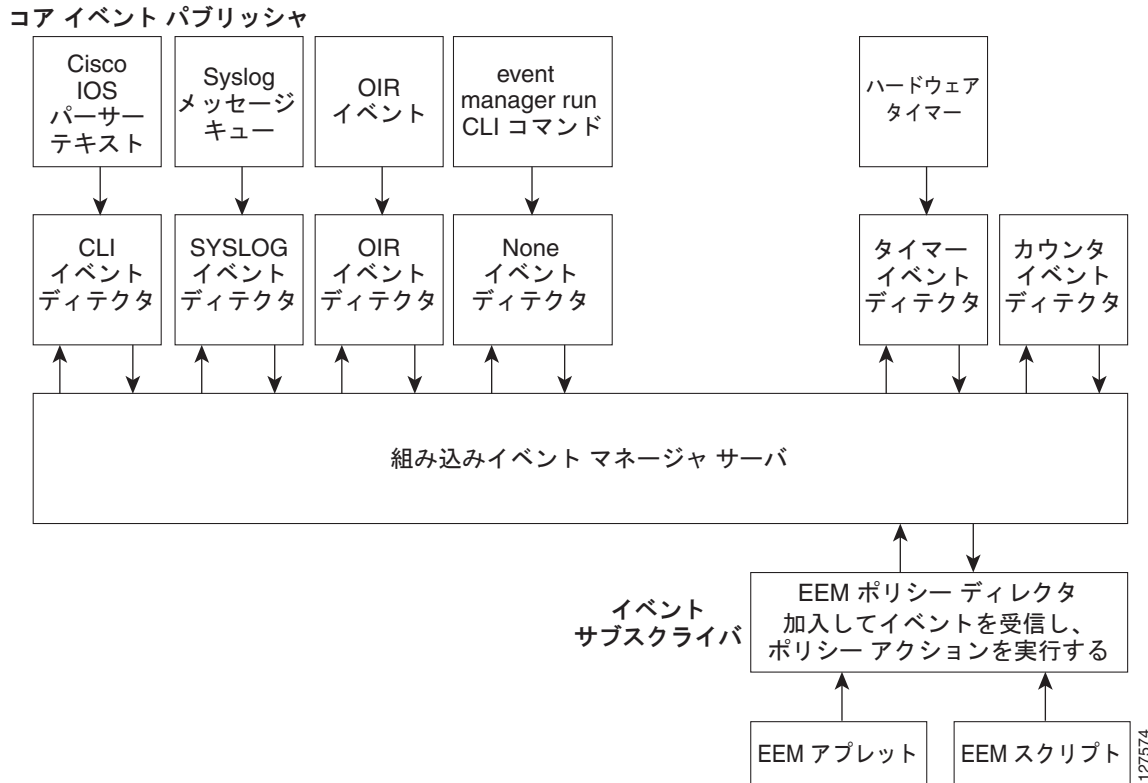 コア イベント パブリッシャ
Cisco
IOS
パーサー
テキスト
Syslog
メッセージ
キュー
OIR
イベント
event
manager run
CLI コマンド
ハードウェア
タイマー
CLI
イベント
ディテクタ
SYSLOG
イベント
ディテクタ
OIR
イベント
ディテクタ
None
イベント
ディテクタ
タイマー
イベント
ディテクタ
カウンタ
イベント
ディテクタ
組み込みイベント マネージャ サーバ
イベント
サブスクライバ
EEM ポリシー ディレクタ
加入してイベントを受信し、
ポリシー アクションを実行する
EEM アプレット
EEM スクリプト
127574